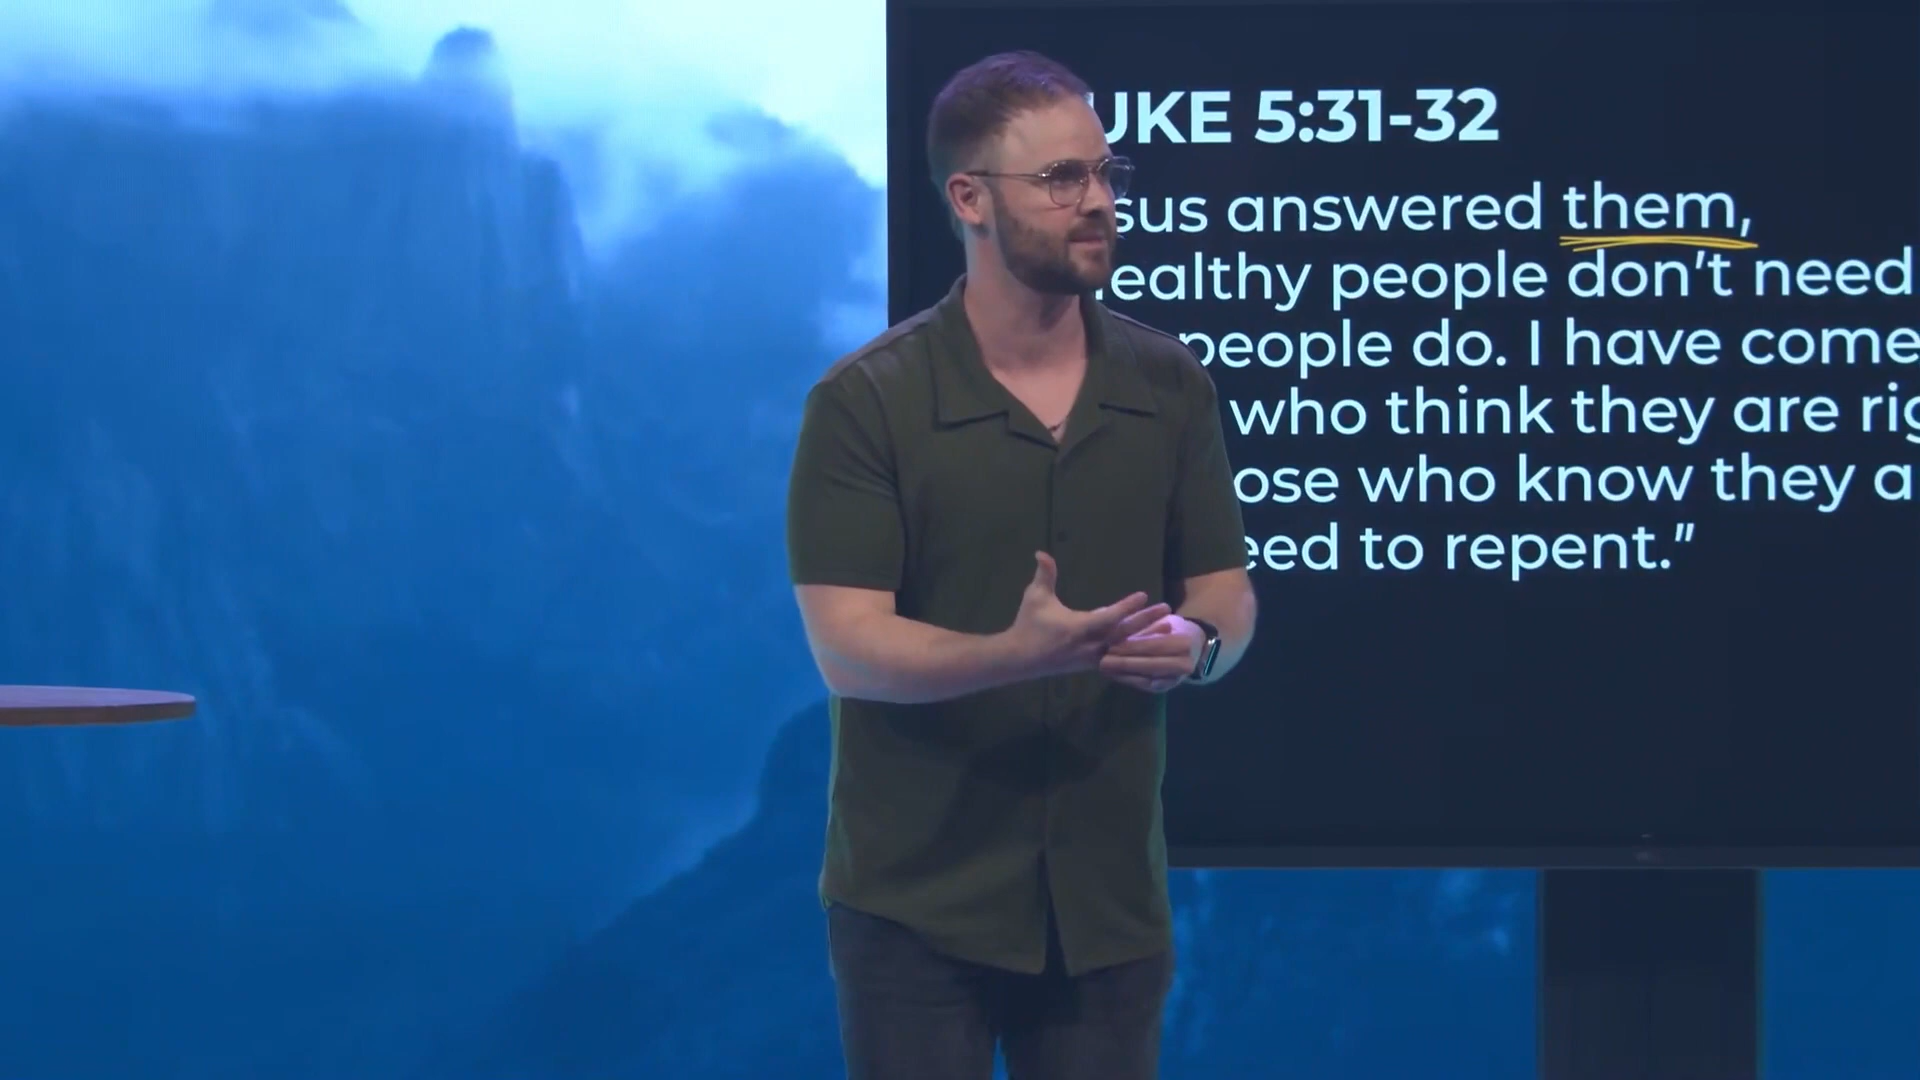 UKE 5:31-32
sus answered them,
ealthy people don't need
people do. I have come
who think they are rig
ose who know they a
eed to repent."